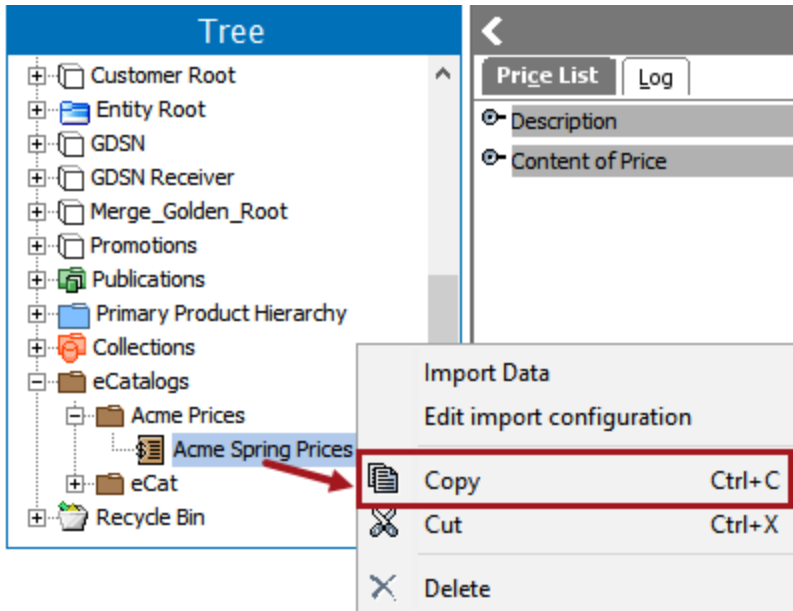 Tree
Customer Root
Entity Root
GDSN
GDSN Receiver
Merge_Golden_Root
Promotions
Publications
Primary Product Hierarchy
Collections
eCatalogs
Acme Prices
Acme Spring Prices
eCat
Recycle Bin
Price List Log
Description
Content of Price
Import Data
Edit import configuration
Copy Ctrl+C
Cut Ctrl+X
Delete